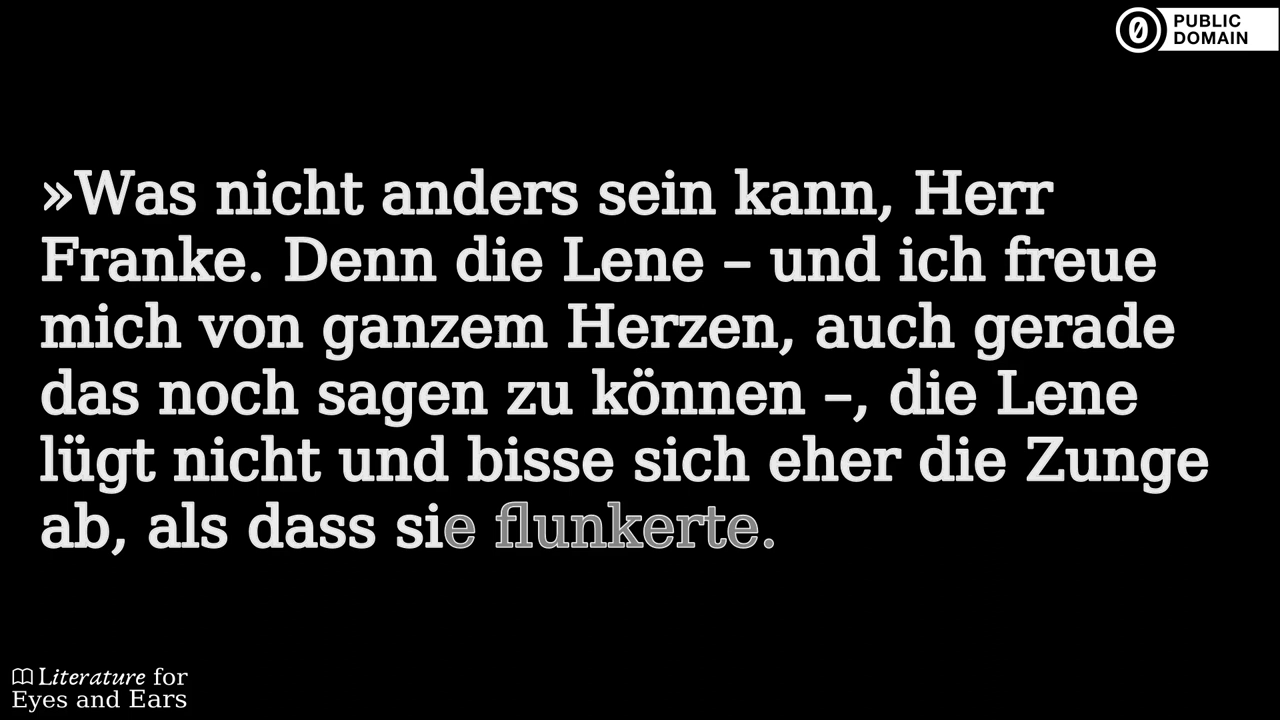 PUBLIC
DOMAIN
»Was nicht anders sein kann, Herr
Franke. Denn die Lene – und ich freue
mich von ganzem Herzen, auch gerade
das noch sagen zu können –, die Lene
lügt nicht und bisse sich eher die Zunge
ab, als dass sie flunkerte.
Literature for
Eyes and Ears